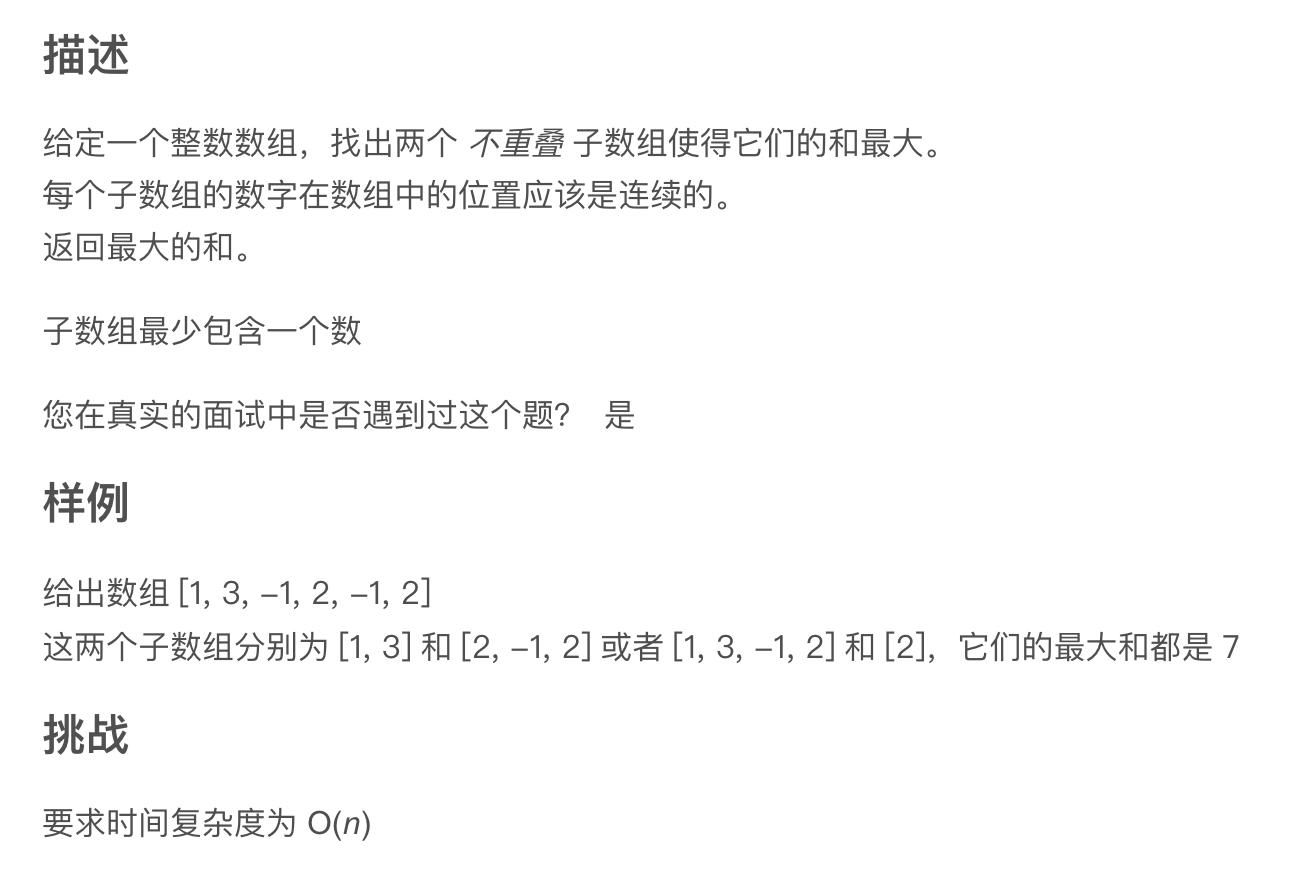 描述
给定一个整数数组，找出两个 不重叠 子数组使得它们的和最大。
每个子数组的数字在数组中的位置应该是连续的。
返回最大的和。
子数组最少包含一个数
您在真实的面试中是否遇到过这个题？ 是
样例
给出数组 [1, 3, -1, 2, -1, 2]
这两个子数组分别为 [1, 3] 和 [2, -1, 2] 或者 [1, 3, -1, 2] 和 [2]，它们的最大和都是 7
挑战
要求时间复杂度为 O(n)